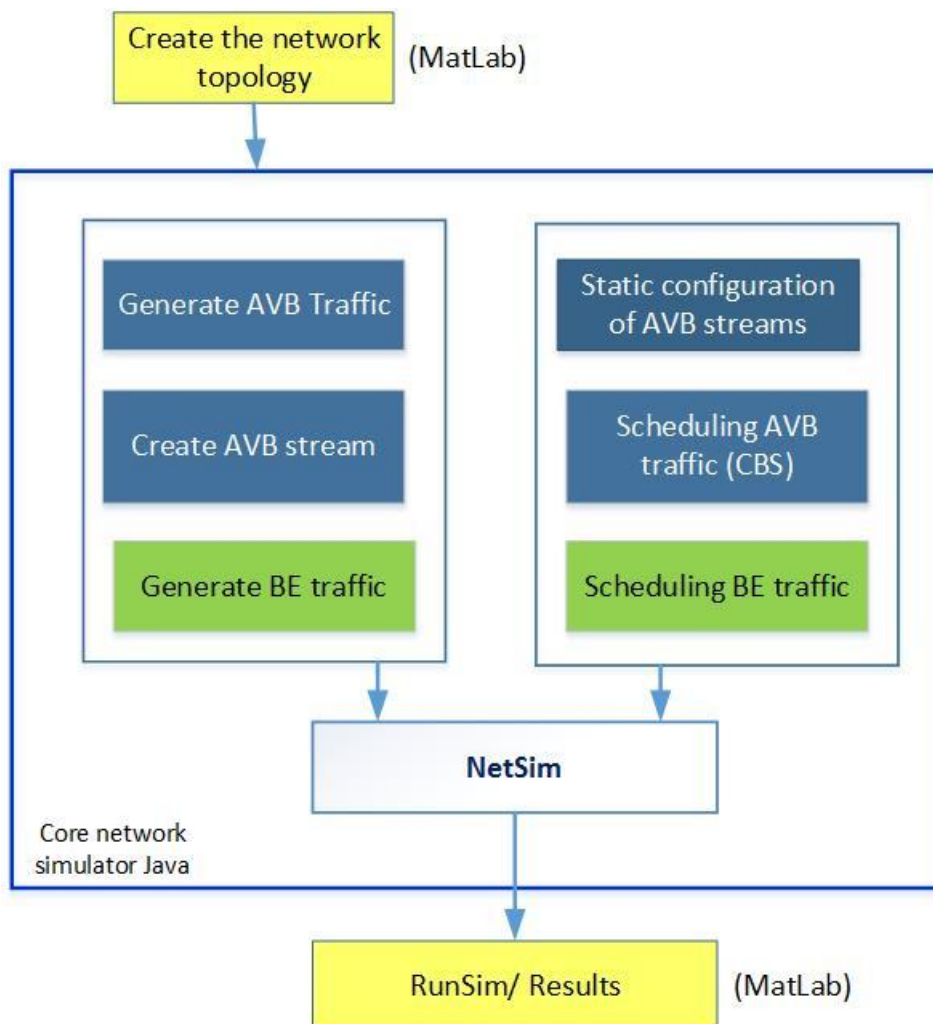 Create the network
topology
(MatLab)
Generate AVB Traffic
Create AVB stream
Generate BE traffic
Static configuration
of AVB streams
Scheduling AVB
traffic (CBS)
Scheduling BE traffic
NetSim
Core network
simulator Java
RunSim/ Results
(MatLab)